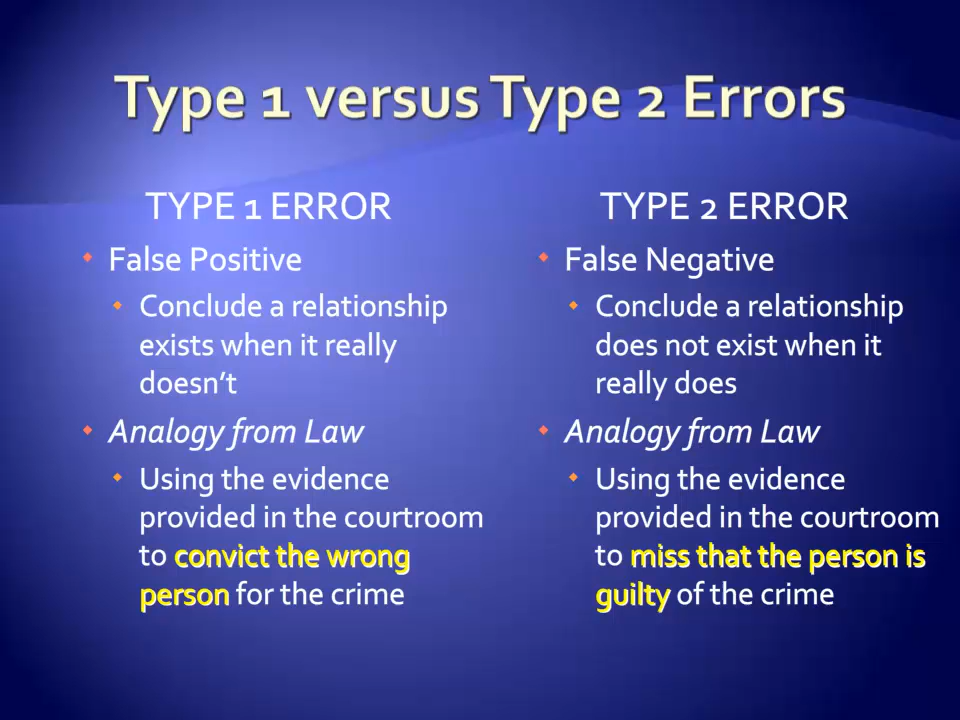 Type 1 versus Type 2 Errors
TYPE 1 ERROR
False Positive
Conclude a relationship
exists when it really
doesn’t
Analogy from Law
Using the evidence
provided in the courtroom
to convict the wrong
person for the crime
TYPE 2 ERROR
False Negative
Conclude a relationship
does not exist when it
really does
Analogy from Law
Using the evidence
provided in the courtroom
to miss that the person is
guilty of the crime